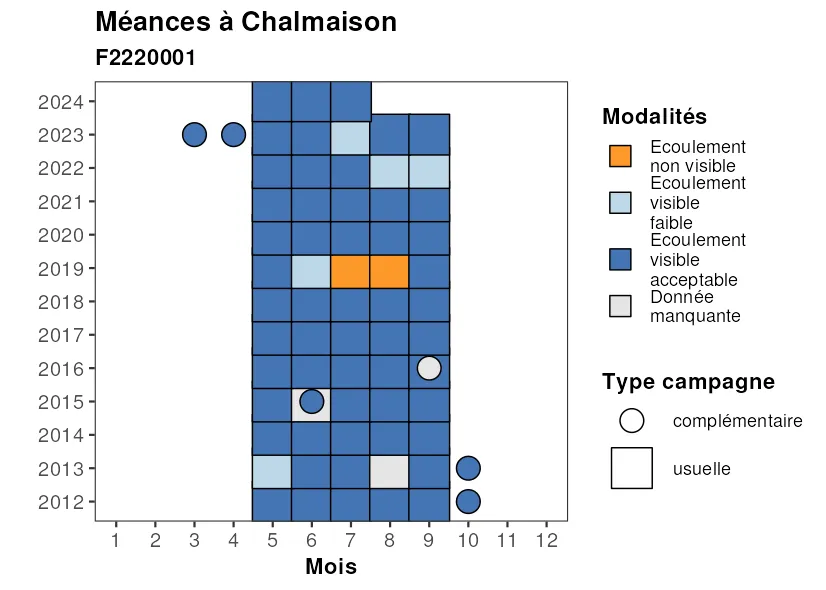 Méances à Chalmaison
F2220001
2024
2023
2022
2021
2020
2019
2018
2017
2016
2015
2014
2013
2012
1 2 3 4 5 6 7 8 9 10 11 12
Mois
Modalités
Ecoulement
non visible
Ecoulement
visible
faible
Ecoulement
visible
acceptable
Donnée
manquante
Type campagne
complémentaire
usuelle